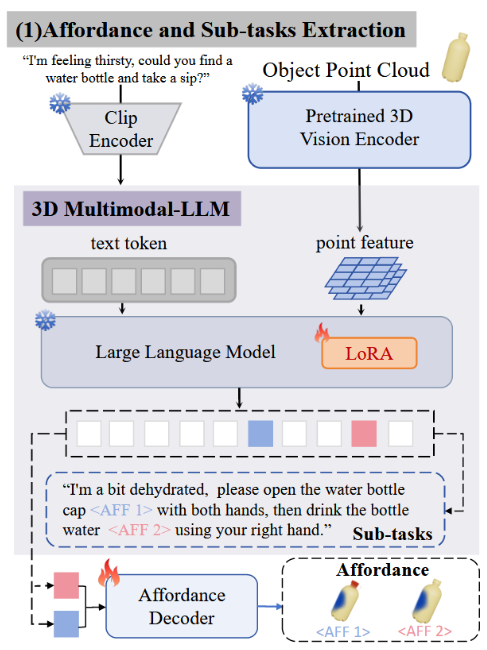 (1)Affordance and Sub-tasks Extraction
“I'm feeling thirsty, could you find a
water bottle and take a sip?”
Object Point Cloud
Clip
Encoder
Pretrained 3D
Vision Encoder
3D Multimodal-LLM
text token
point feature
Large Language Model
LoRA
“I'm a bit dehydrated, please open the water bottle
cap <AFF 1> with both hands, then drink the bottle
water <AFF 2> using your right hand.”
Sub-tasks
Affordance
Decoder
Affordance
<AFF 1>
<AFF 2>